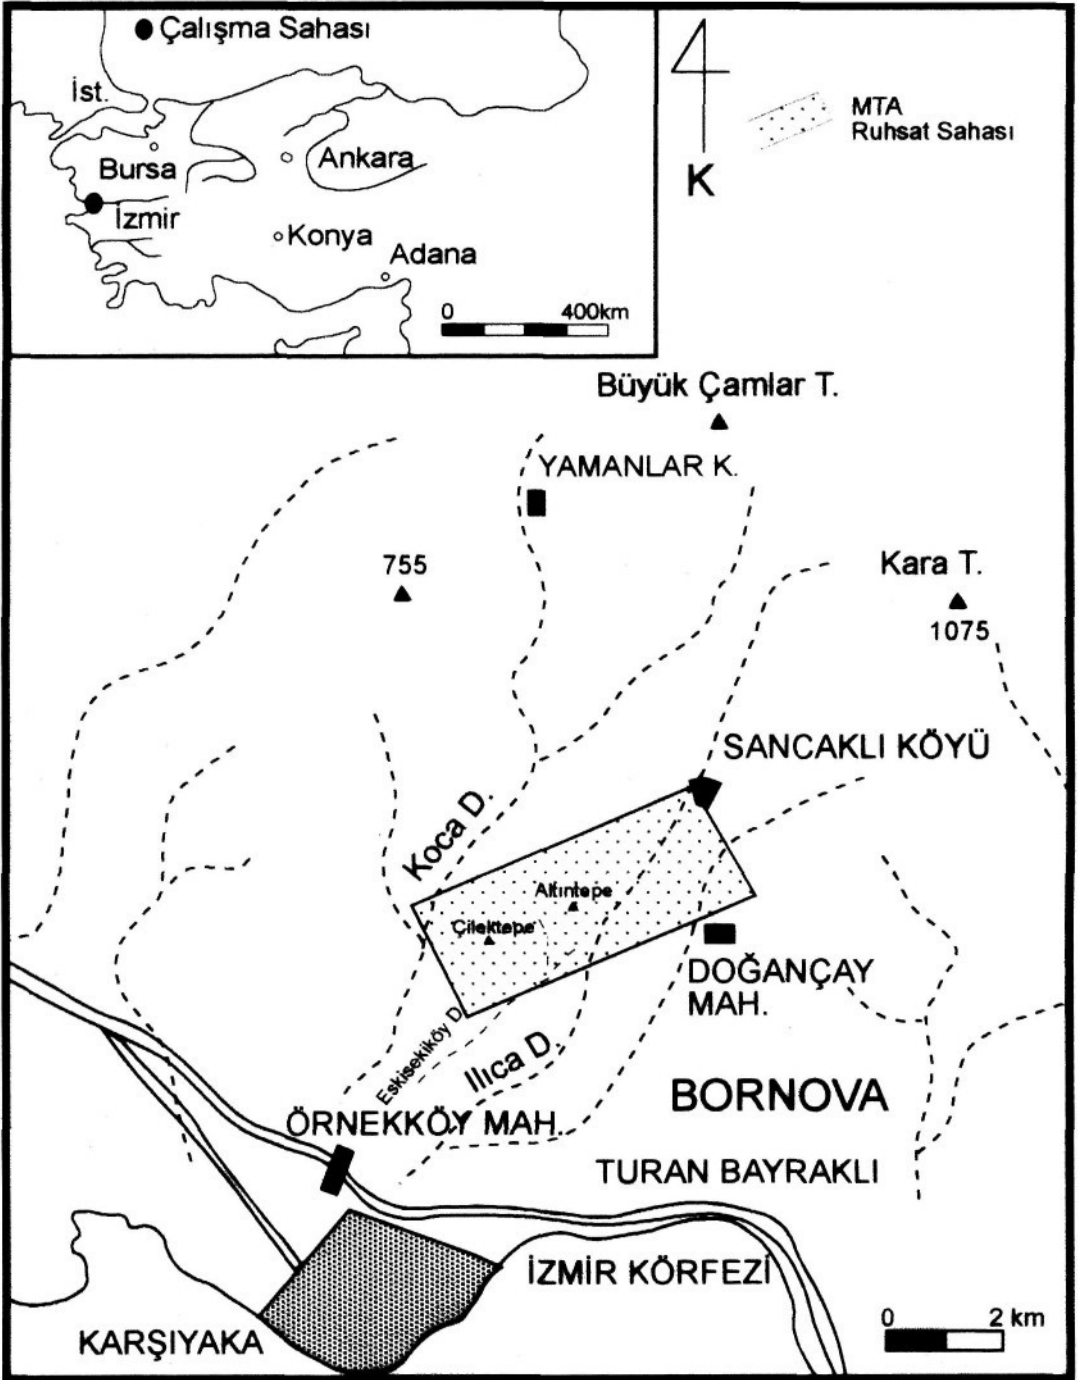 Çalışma Sahası
İst.
Bursa
Ankara
İzmir
Konya
Adana
0 400km
K
MTA
Ruhsat Sahası
Büyük Çamlar T.
YAMANLAR K.
755
Kara T.
1075
SANCAKLI KÖYÜ
Koca D.
Altıntepe
Çilektepe
DOĞANÇAY
MAH.
Eskisekiköy D.
Ilıca D.
BORNOVA
ÖRNEKKÖY MAH.
TURAN BAYRAKLI
İZMİR KÖRFEZİ
0 2 km
KARŞIYAKA